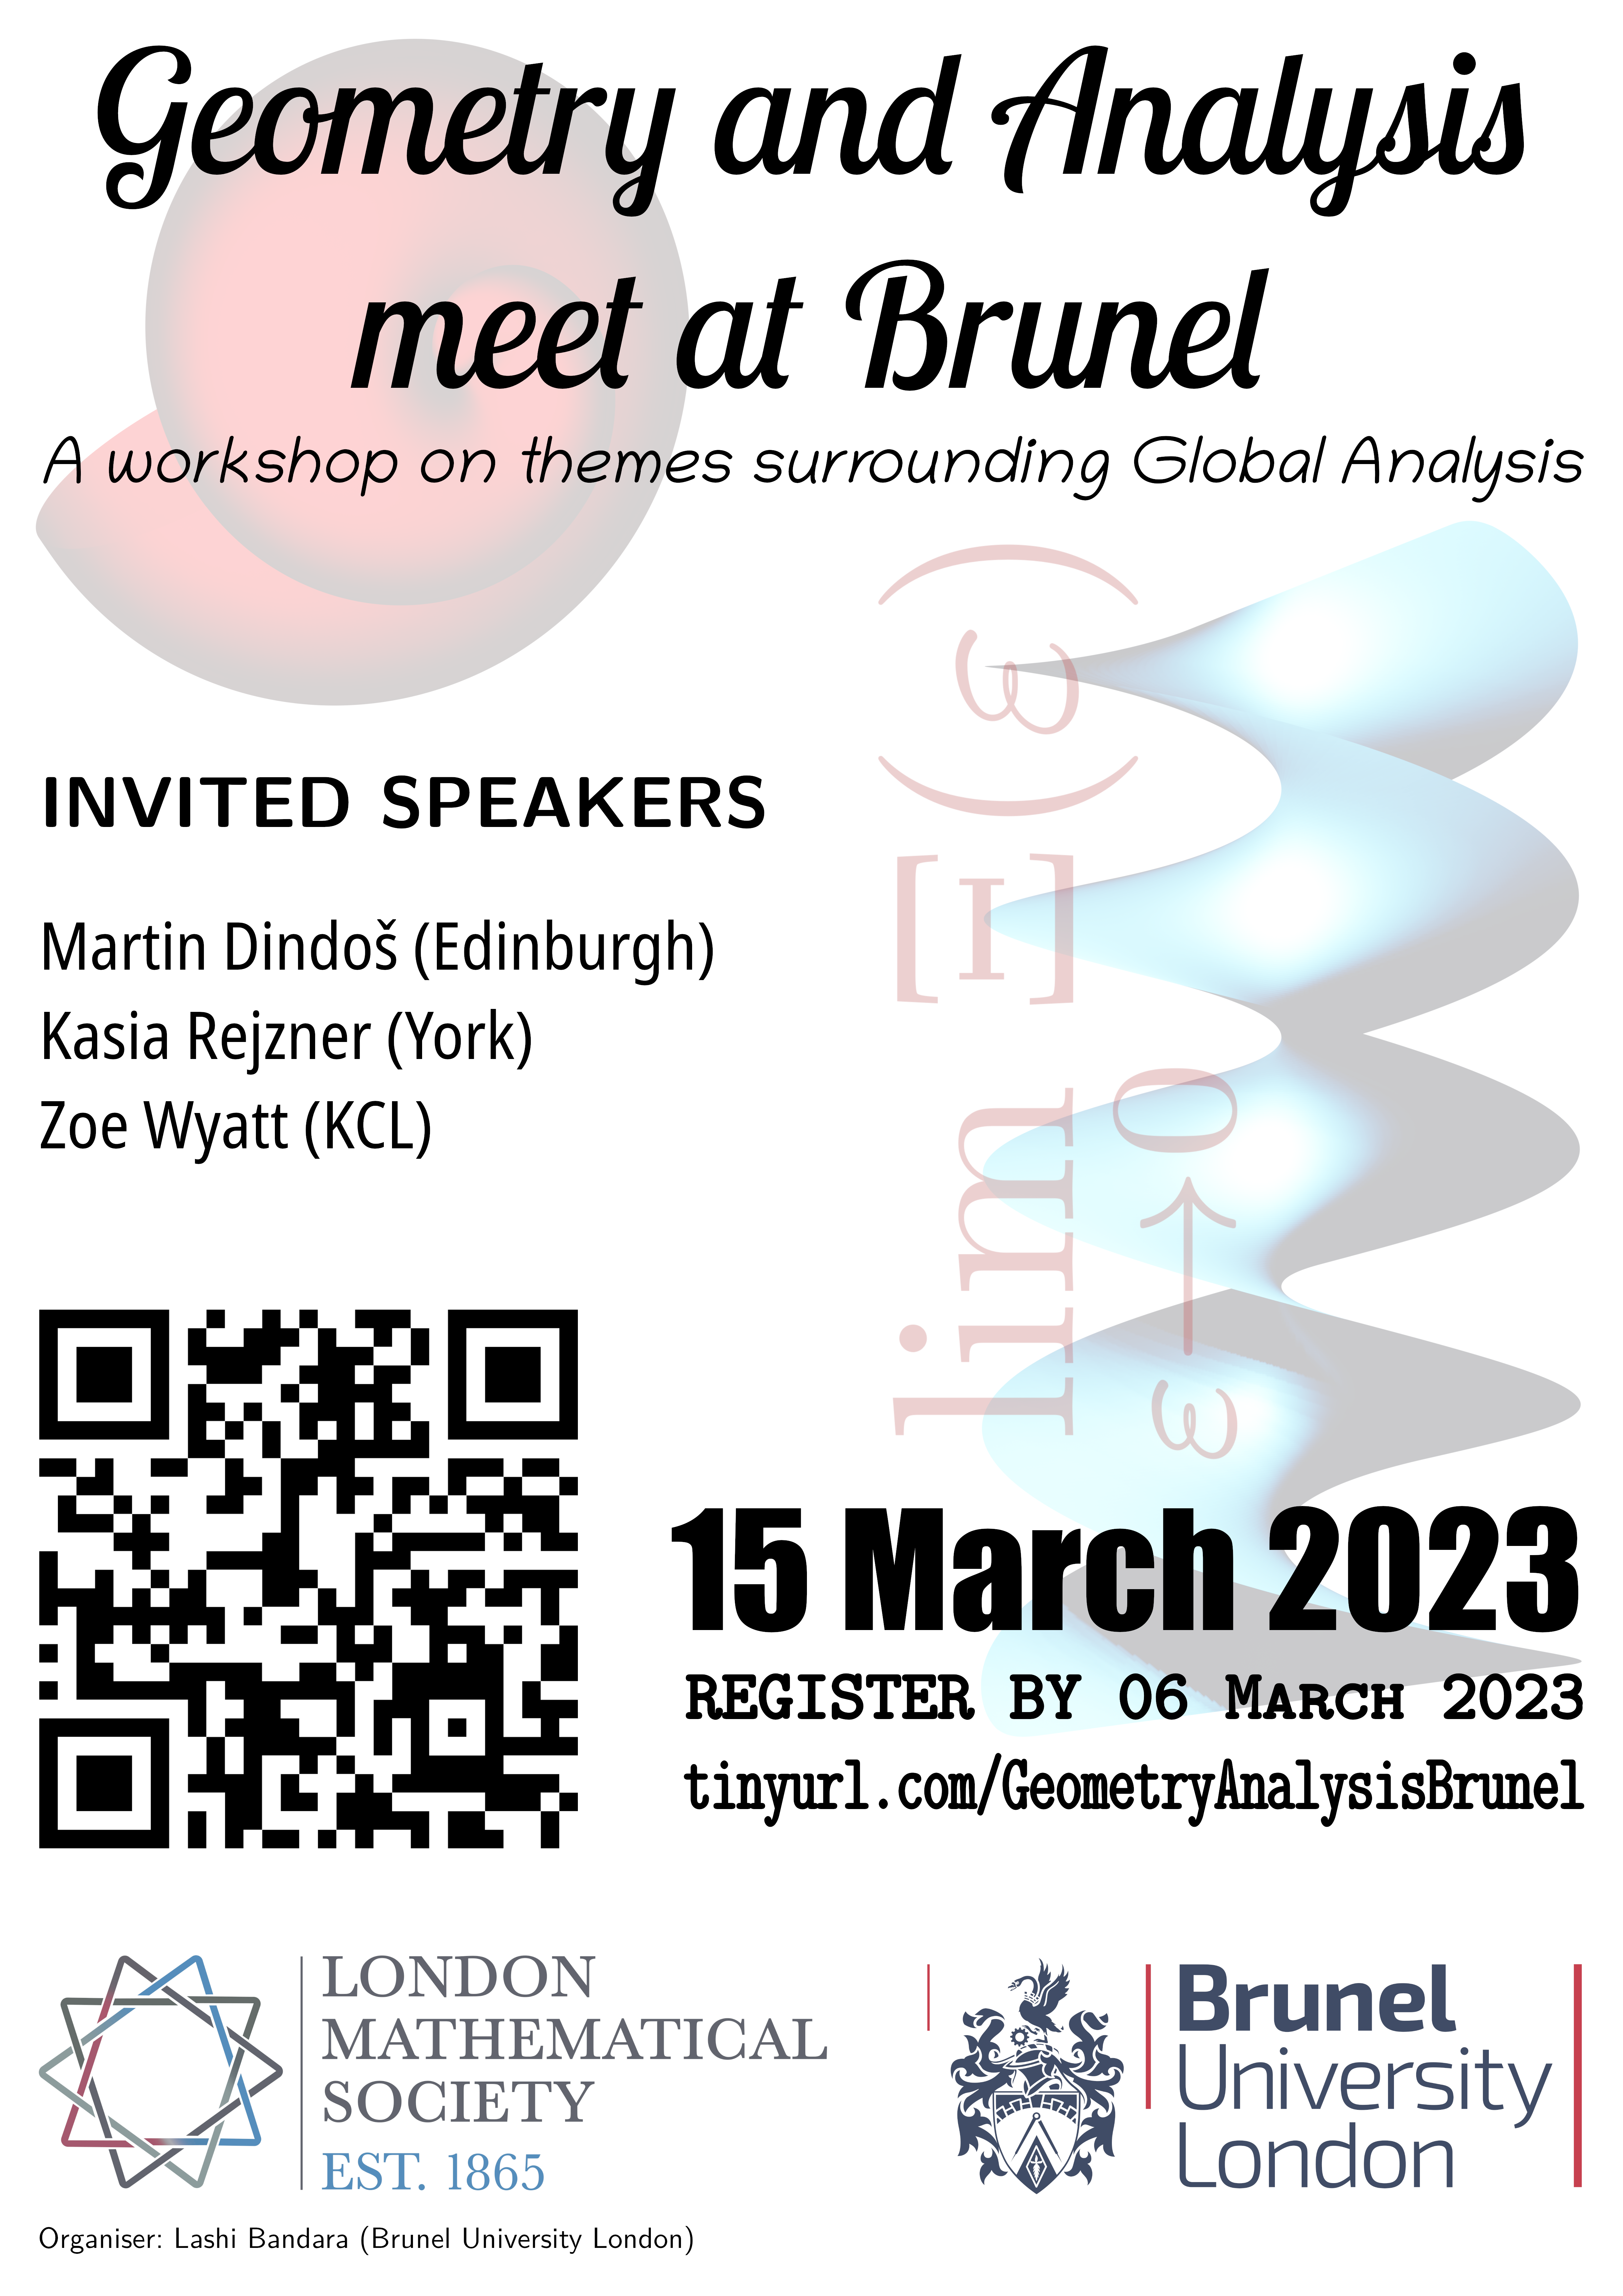 Geometry and Analysis
meet at Brunel
A workshop on themes surrounding Global Analysis
INVITED SPEAKERS
Martin Dindoš (Edinburgh)
Kasia Rejzner (York)
Zoe Wyatt (KCL)
lim [ɪ] (ε)
ε→0
15 March 2023
REGISTER BY 06 MARCH 2023
tinyurl.com/GeometryAnalysisBrunel
LONDON
MATHEMATICAL
SOCIETY
EST. 1865
Brunel
University
London
Organiser: Lashi Bandara (Brunel University London)